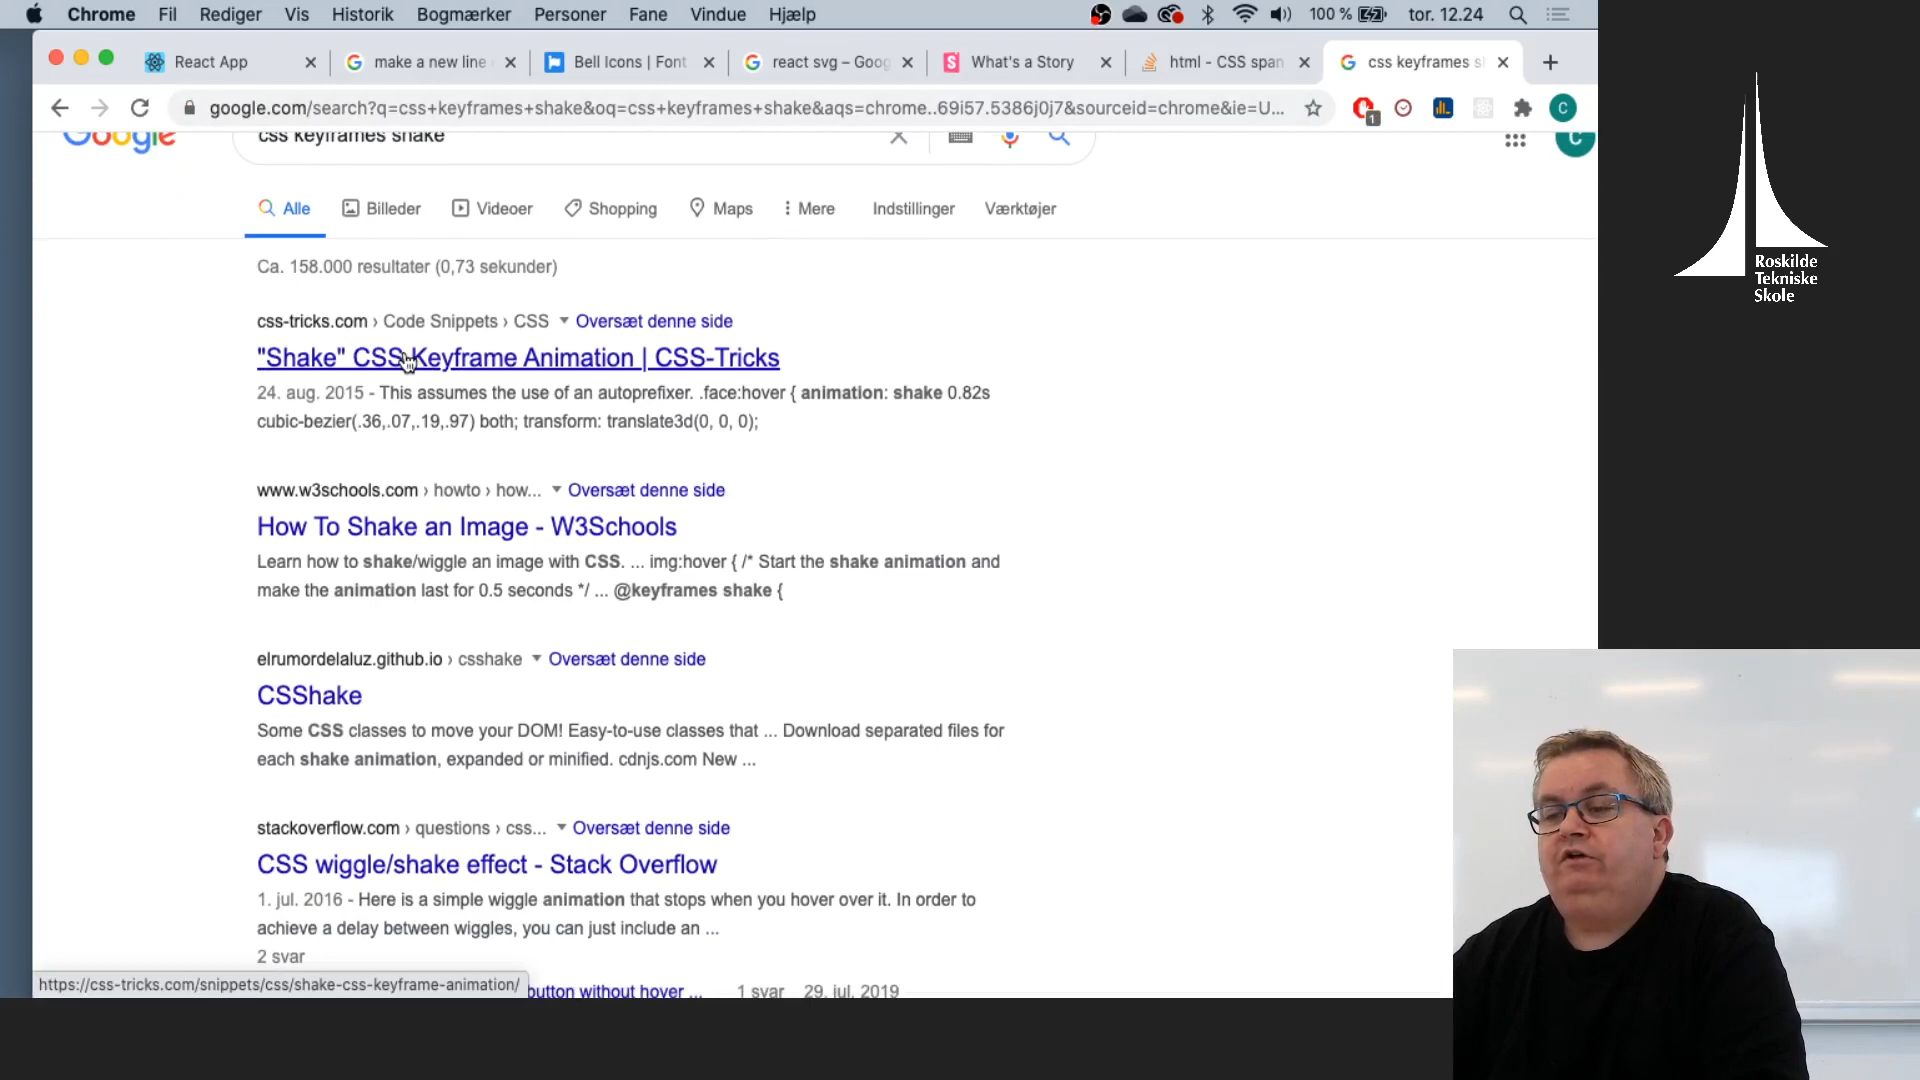 Chrome Fil Rediger Vis Historik Bogmærker Personer Fane Vindue Hjælp 100 % tor. 12.24
React App make a new line Bell Icons | Font react svg – Goog What's a Story html - CSS span css keyframes s
google.com/search?q=css+keyframes+shake&oq=css+keyframes+shake&aqs=chrome..69i57.5386j0j7&sourceid=chrome&ie=U...
1
C
Google css keyframes shake
C
Alle Billeder Videoer Shopping Maps Mere Indstillinger Værktøjer
Ca. 158.000 resultater (0,73 sekunder)
css-tricks.com › Code Snippets › CSS Oversæt denne side
"Shake" CSS Keyframe Animation | CSS-Tricks
24. aug. 2015 - This assumes the use of an autoprefixer. .face:hover { animation: shake 0.82s
cubic-bezier(.36,.07,.19,.97) both; transform: translate3d(0, 0, 0);
www.w3schools.com › howto › how... Oversæt denne side
How To Shake an Image - W3Schools
Learn how to shake/wiggle an image with CSS. ... img:hover { /* Start the shake animation and
make the animation last for 0.5 seconds */ ... @keyframes shake {
elrumordelaluz.github.io › csshake Oversæt denne side
CSShake
Some CSS classes to move your DOM! Easy-to-use classes that ... Download separated files for
each shake animation, expanded or minified. cdnjs.com New ...
stackoverflow.com › questions › css... Oversæt denne side
CSS wiggle/shake effect - Stack Overflow
1. jul. 2016 - Here is a simple wiggle animation that stops when you hover over it. In order to
achieve a delay between wiggles, you can just include an ...
2 svar
button without hover ... 1 svar 29. jul. 2019
https://css-tricks.com/snippets/css/shake-css-keyframe-animation/
Roskilde
Tekniske
Skole